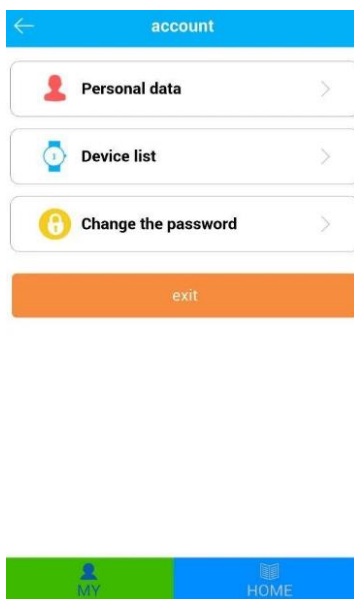 account
Personal data
Device list
Change the password
exit
MY
HOME